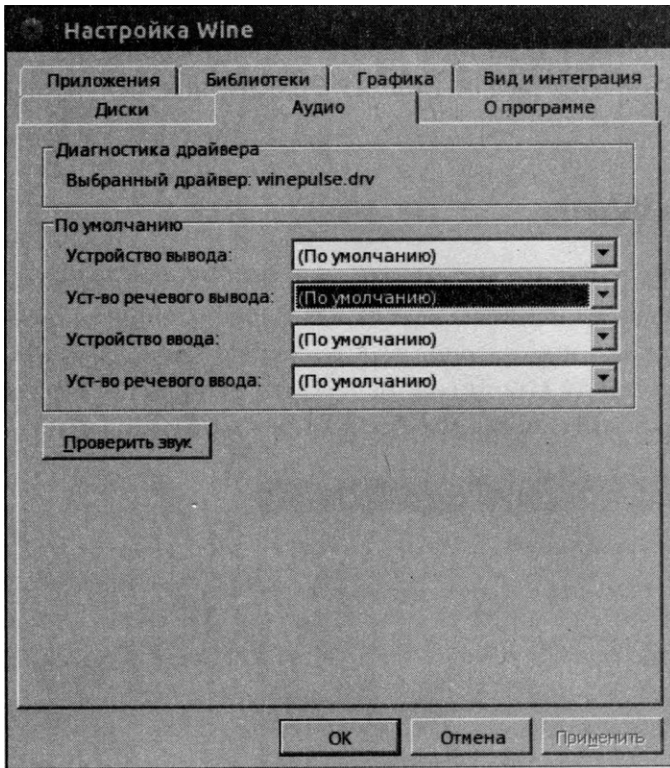 Настройка Wine
Приложения Библиотеки Графика Вид и интеграция
Диски Аудио О программе
Диагностика драйвера
Выбранный драйвер: winepulse.drv
По умолчанию
Устройство вывода: (По умолчанию)
Уст-во речевого вывода: (По умолчанию)
Устройство ввода: (По умолчанию)
Уст-во речевого ввода: (По умолчанию)
Проверить звук
ОК Отмена Применить